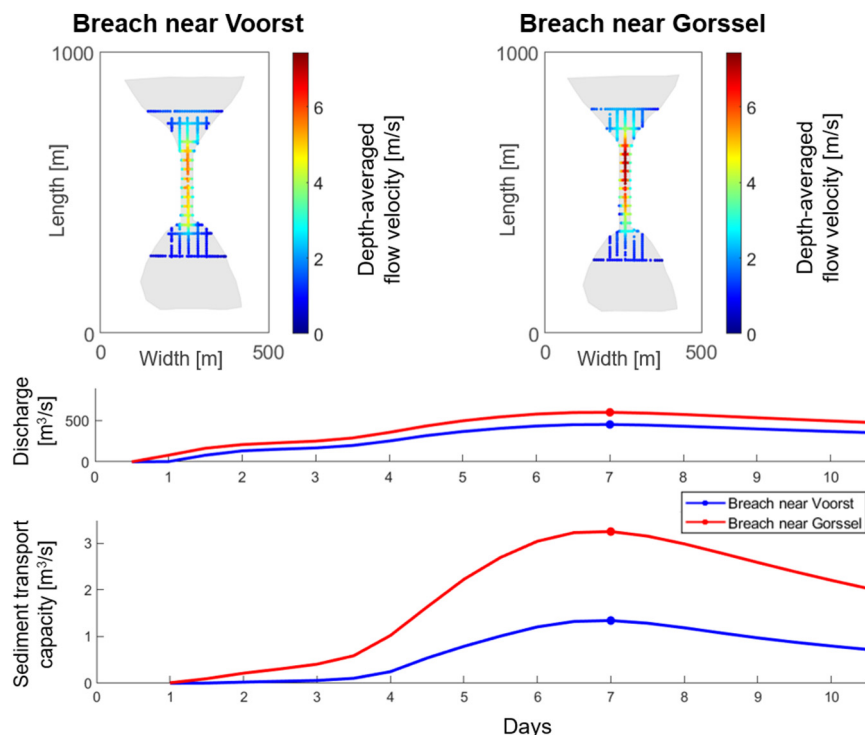 Breach near Voorst
Breach near Gorssel
1000
Length [m]
0
0
Width [m]
500
6
4
2
0
Depth-averaged
flow velocity [m/s]
1000
Length [m]
0
0
Width [m]
500
6
4
2
0
Depth-averaged
flow velocity m/s]
Discharge
[m³/s]
500
0
0 1 2 3 4 5 6 7 8 9 10
Breach near Voorst
Breach near Gorssel
Sediment transport
capacity [m³/s]
3
2
1
0
0 1 2 3 4 5 6 7 8 9 10
Days